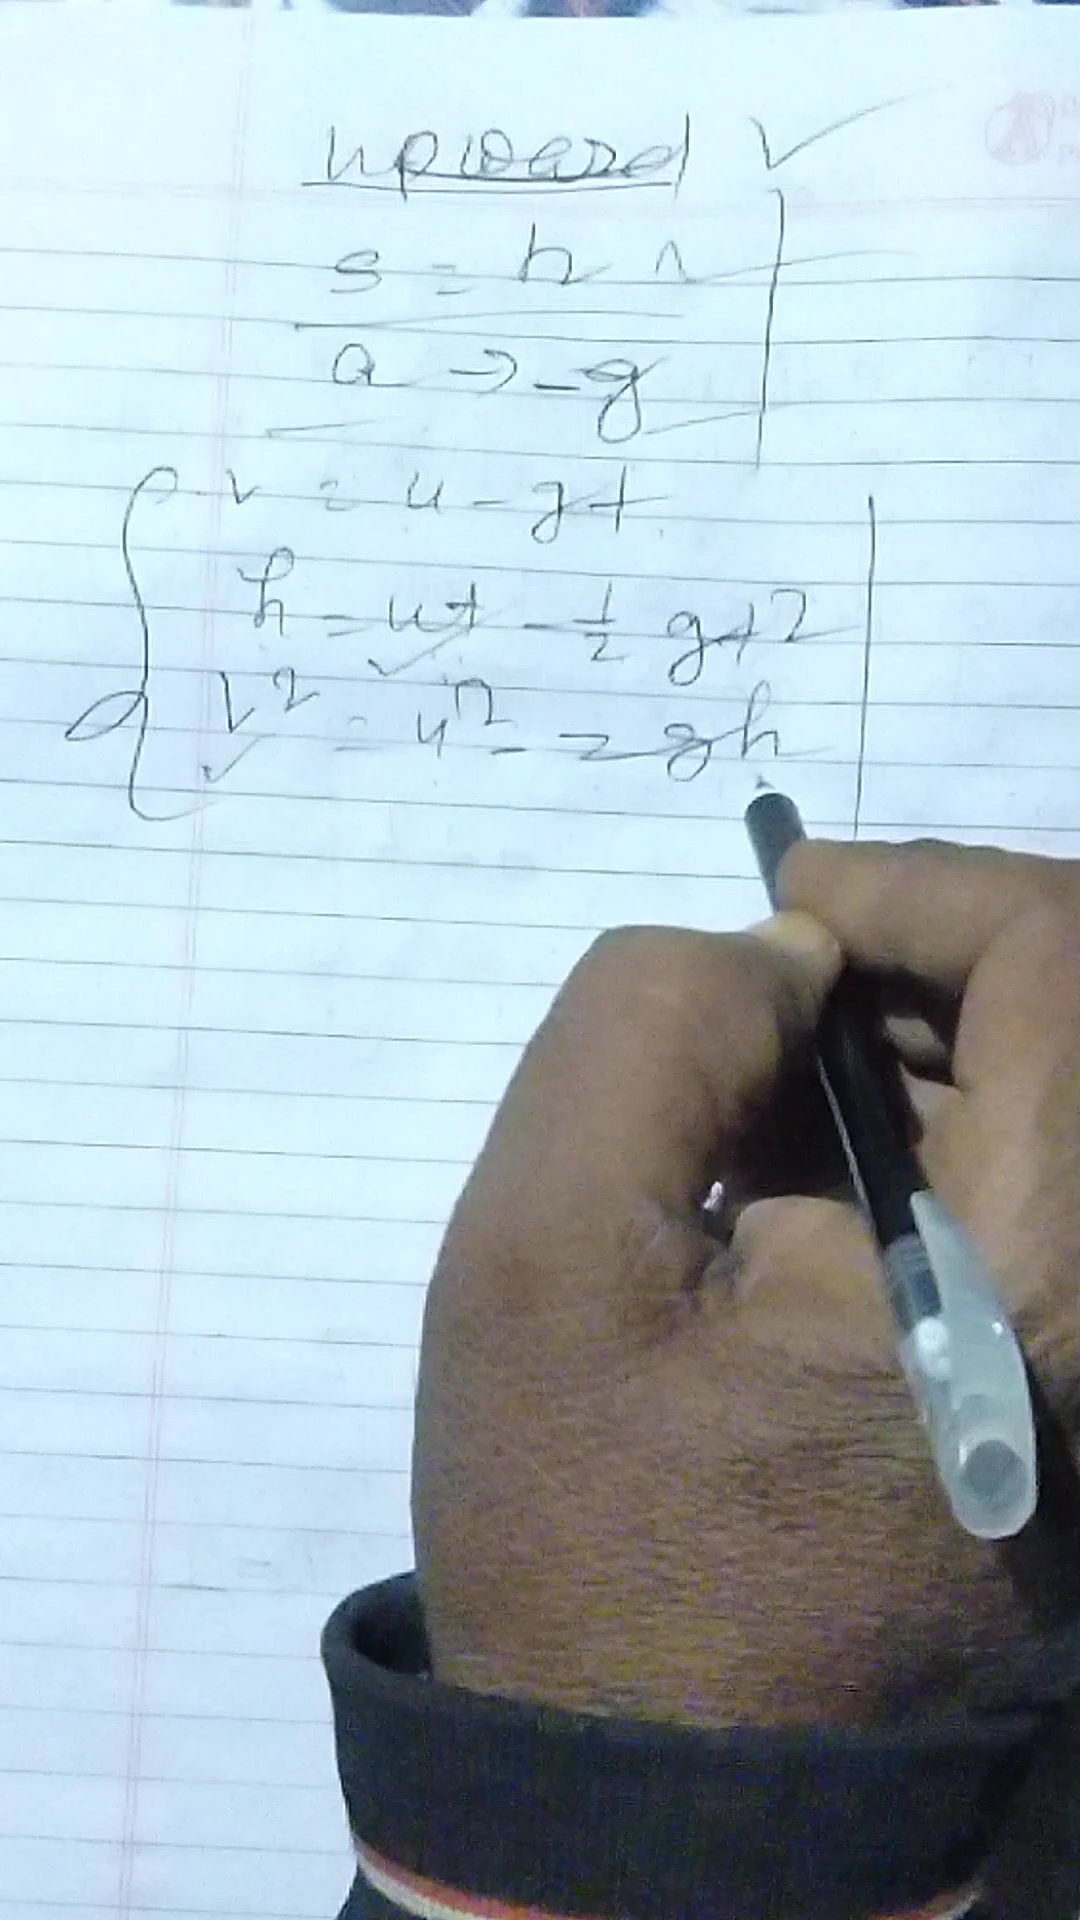 upward ✓
s = h
a → -g
v = u - gt
h = ut - 1/2 gt2
v2 = u2 - 2gh